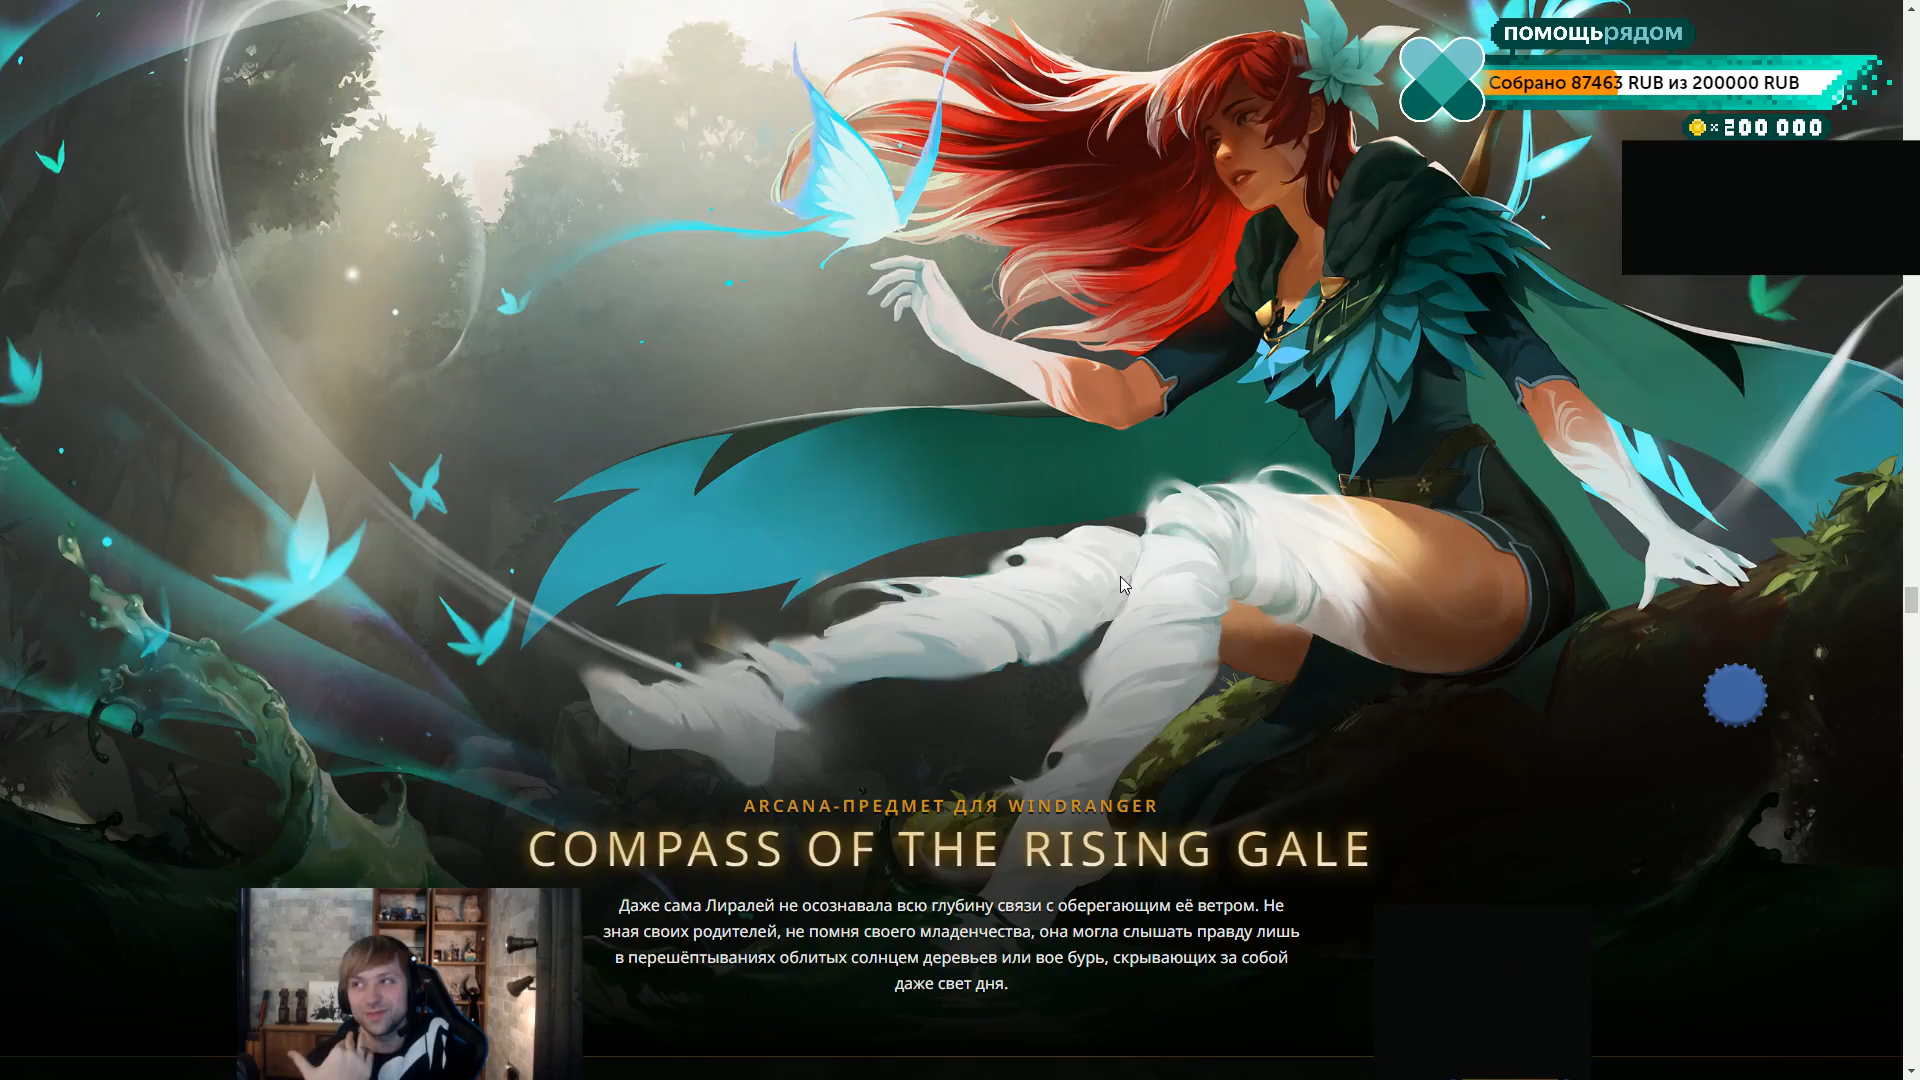 ПОМОЩЬРЯДОМ
Собрано 87463 RUB из 200000 RUB
× 200 000
ARCANA-ПРЕДМЕТ ДЛЯ WINDRANGER
COMPASS OF THE RISING GALE
Даже сама Лиралей не осознавала всю глубину связи с оберегающим её ветром. Не
зная своих родителей, не помня своего младенчества, она могла слышать правду лишь
в перешёптываниях облитых солнцем деревьев или вое бурь, скрывающих за собой
даже свет дня.